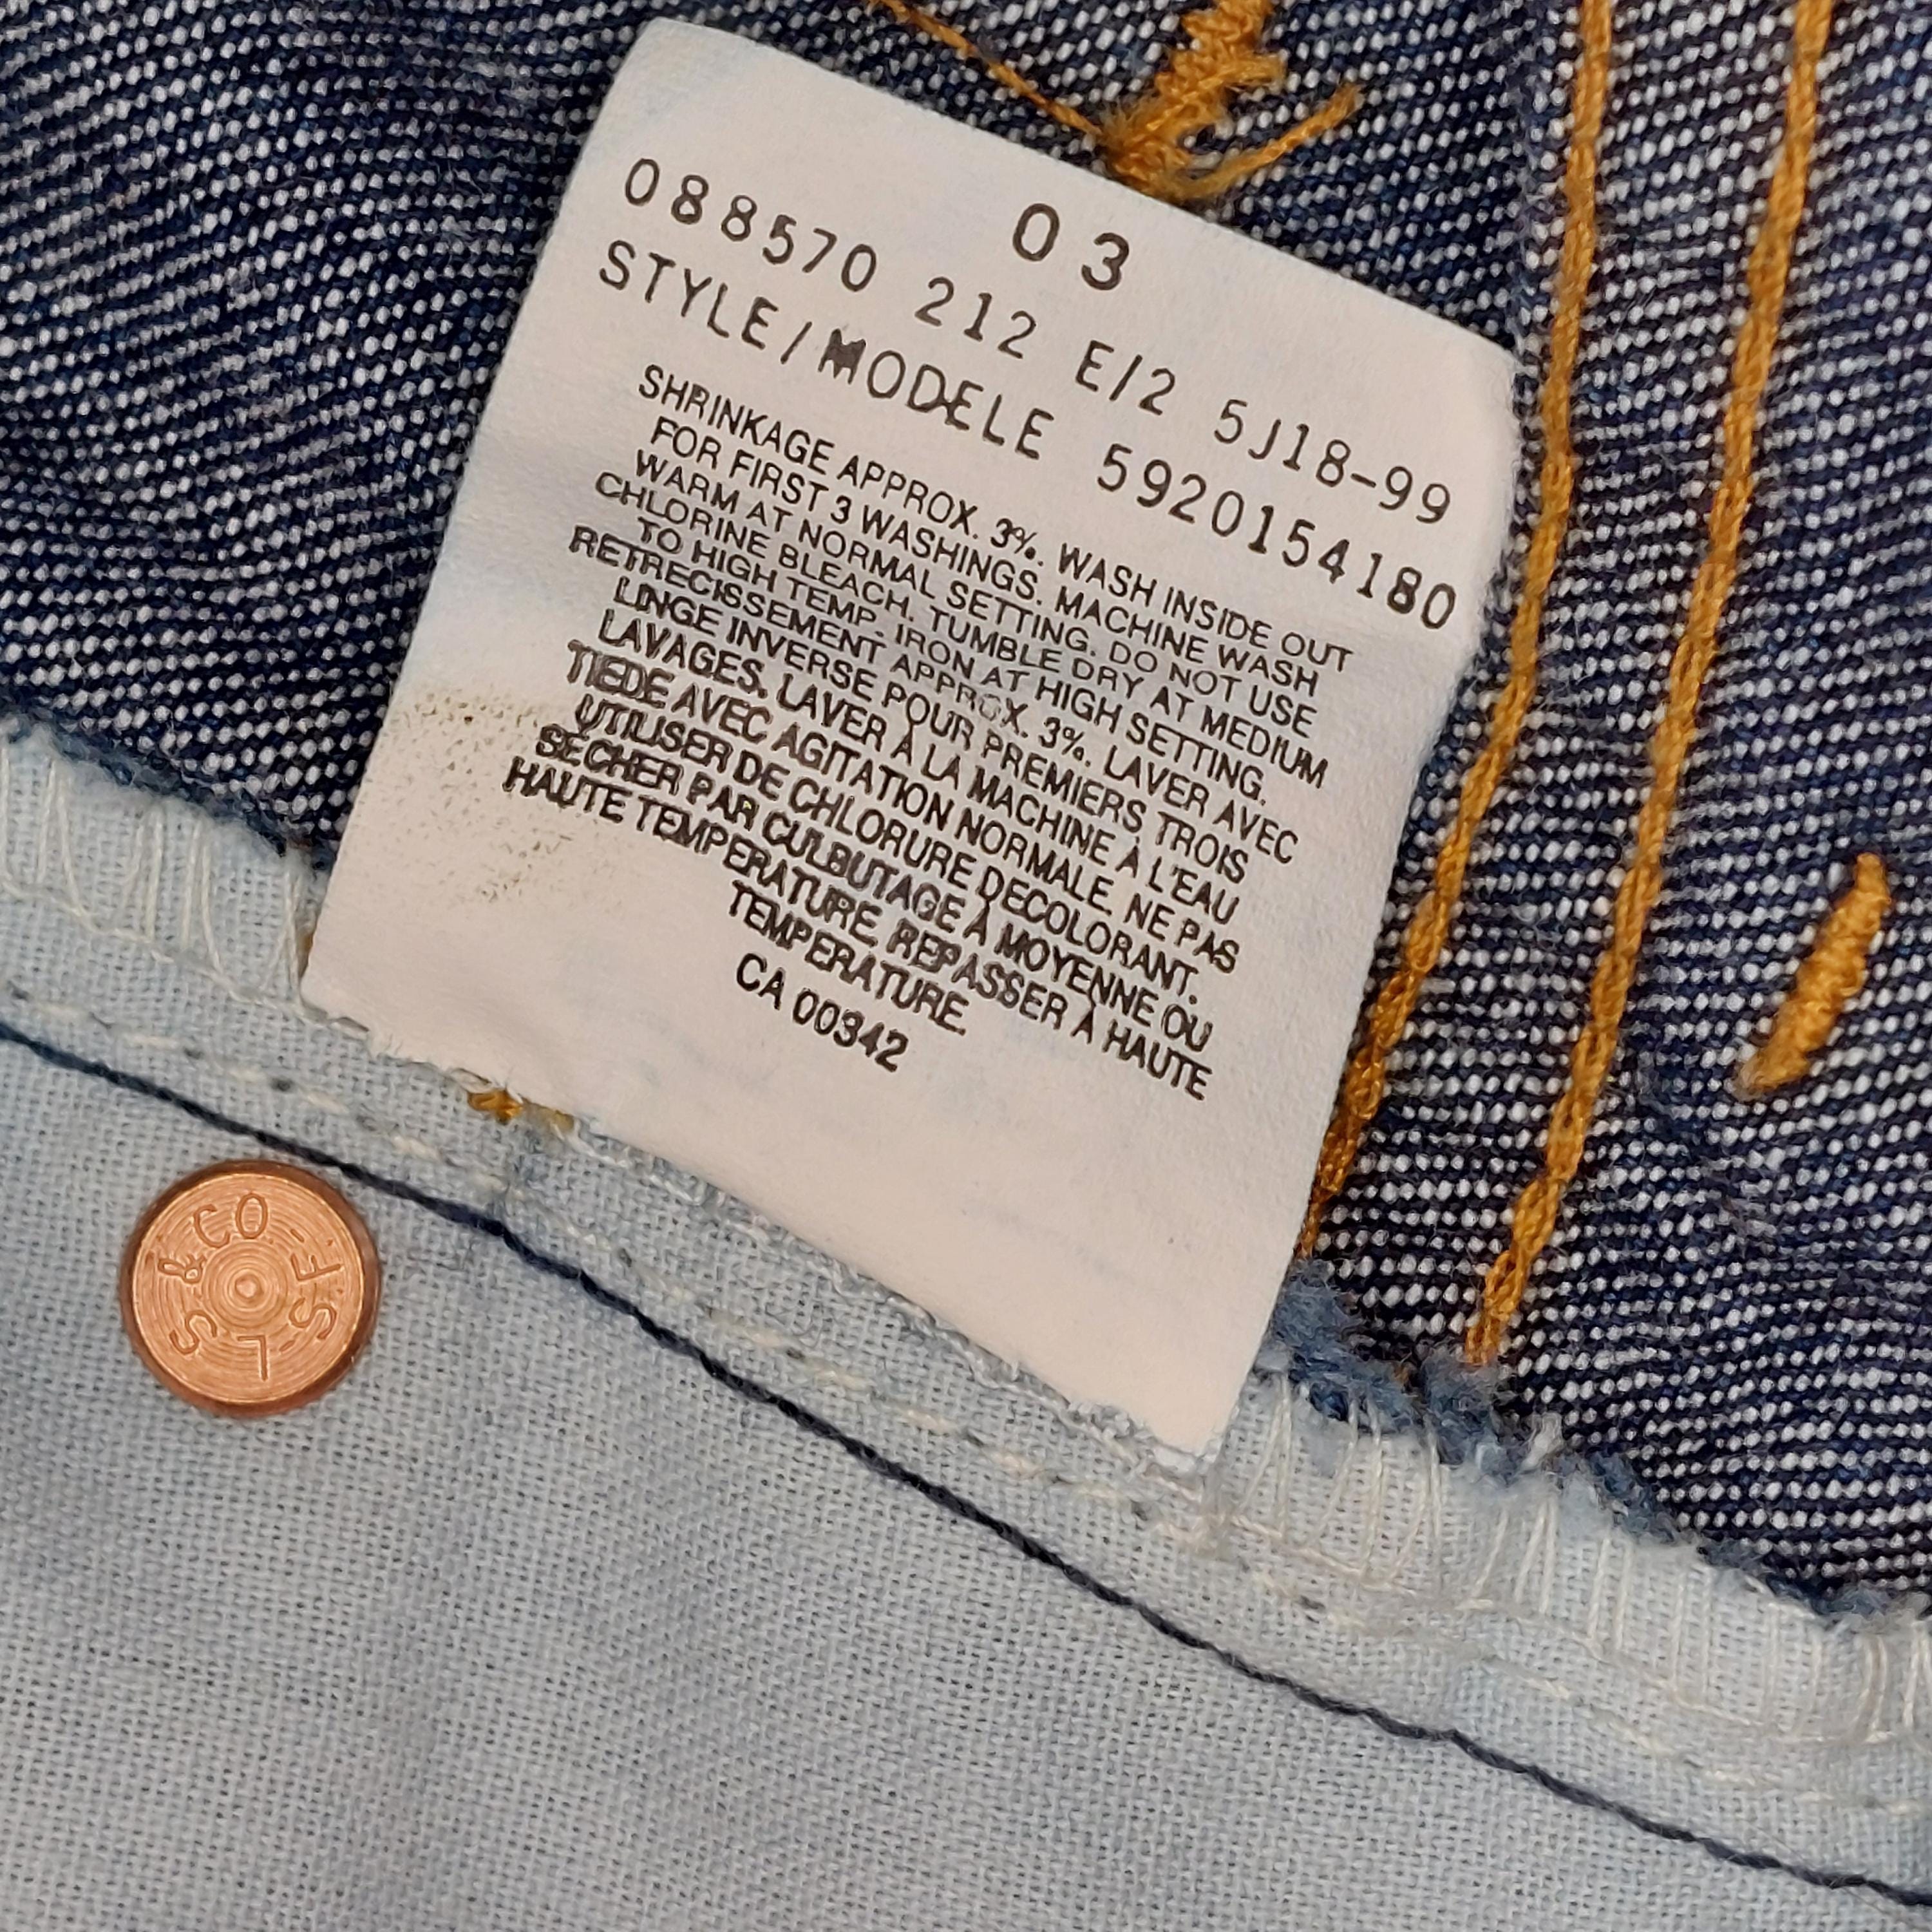 03
088570 212 E/2 5J18-99
STYLE/MODELE 5920154180
SHRINKAGE APPROX. 3%. WASH INSIDE OUT
FOR FIRST 3 WASHINGS. MACHINE WASH
WARM AT NORMAL SETTING. DO NOT USE
CHLORINE BLEACH. TUMBLE DRY AT MEDIUM
TO HIGH TEMP. IRON AT HIGH SETTING.
RETRECISSEMENT APPROX. 3%. LAVER AVEC
LINGE INVERSE POUR PREMIERS TROIS
LAVAGES. LAVER À LA MACHINE À L'EAU
TIEDE AVEC AGITATION NORMALE. NE PAS
UTILISER DE CHLORURE DECOLORANT.
SECHER PAR CULBUTAGE À MOYENNE OU
HAUTE TEMPERATURE. REPASSER À HAUTE
TEMPERATURE.
CA 00342
L S & CO - S F